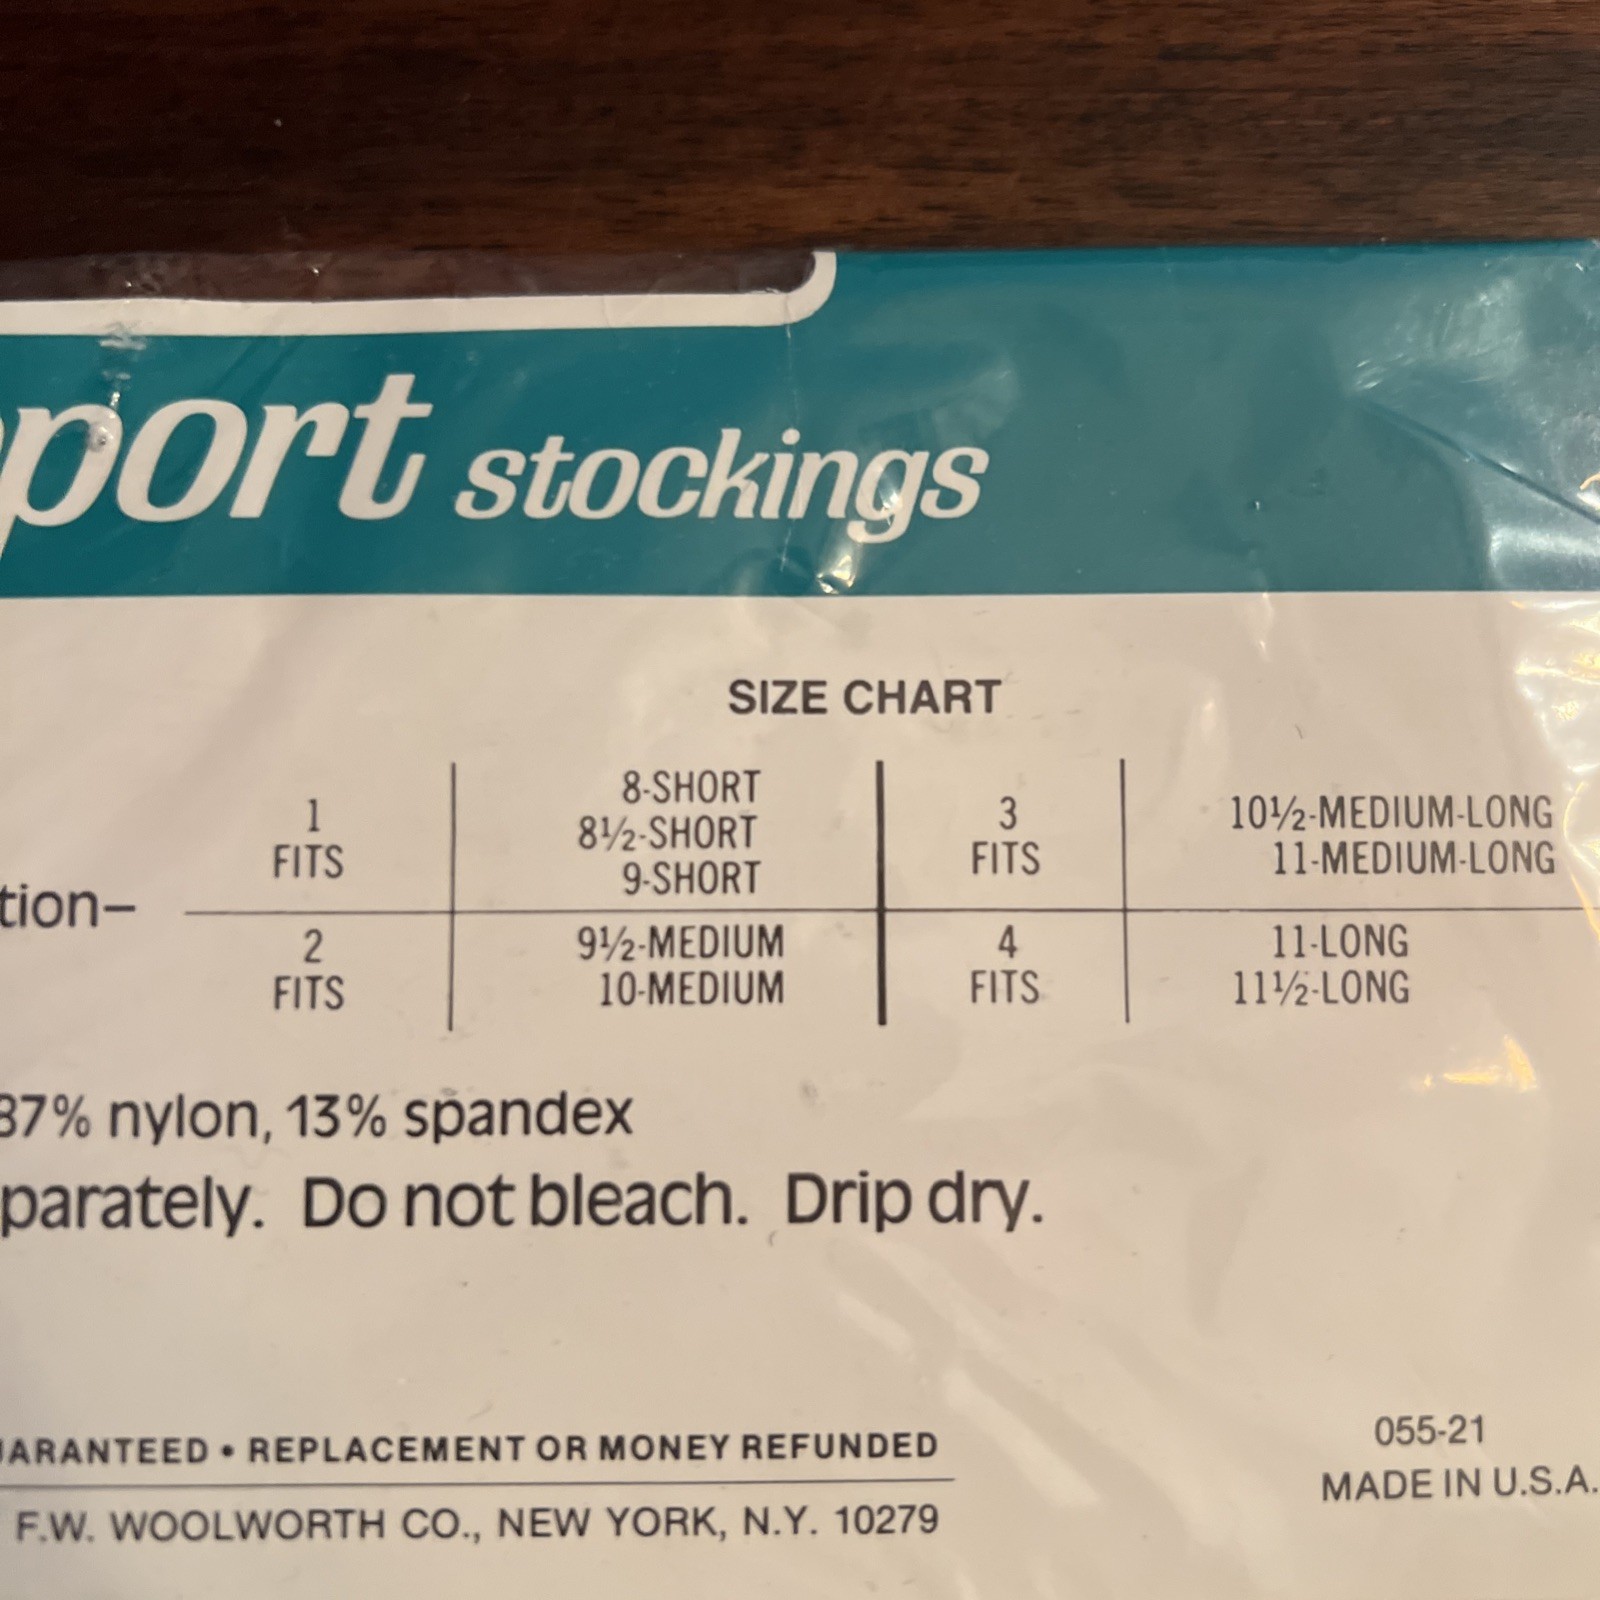 pport stockings
SIZE CHART
1
FITS
8-SHORT
8½-SHORT
9-SHORT
3
FITS
10½-MEDIUM-LONG
11-MEDIUM-LONG
tion–
2
FITS
9½-MEDIUM
10-MEDIUM
4
FITS
11-LONG
11½-LONG
87% nylon, 13% spandex
parately. Do not bleach. Drip dry.
UARANTEED • REPLACEMENT OR MONEY REFUNDED
F.W. WOOLWORTH CO., NEW YORK, N.Y. 10279
055-21
MADE IN U.S.A.